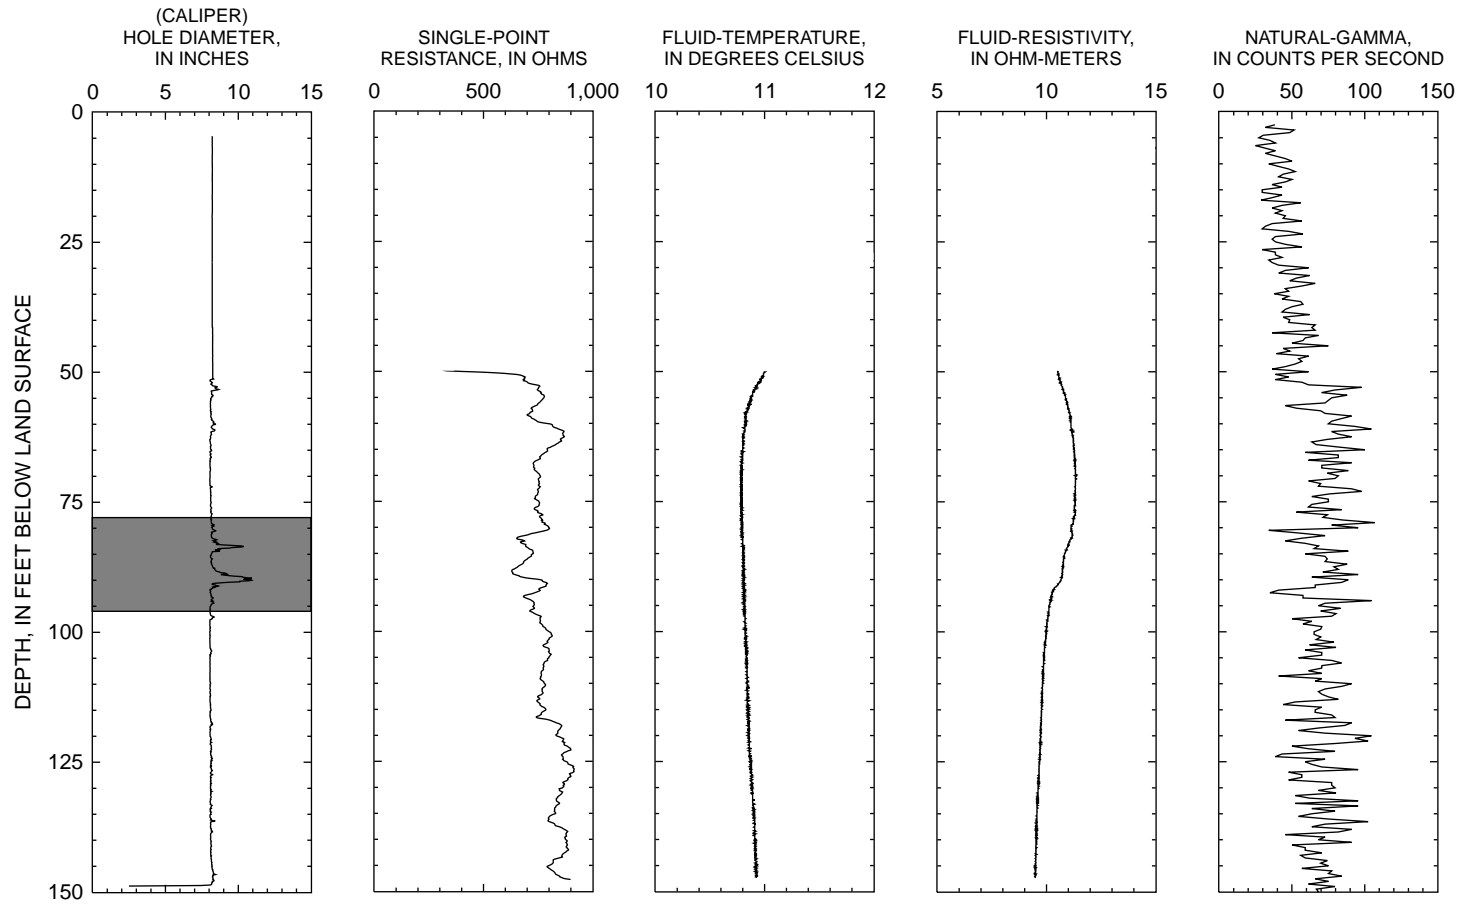 (CALIPER)
HOLE DIAMETER,
IN INCHES
SINGLE-POINT
RESISTANCE, IN OHMS
FLUID-TEMPERATURE,
IN DEGREES CELSIUS
FLUID-RESISTIVITY,
IN OHM-METERS
NATURAL-GAMMA,
IN COUNTS PER SECOND
0 5 10 15
0 500 1,000
10 11 12
5 10 15
0 50 100 150
0
25
50
75
100
125
150
DEPTH, IN FEET BELOW LAND SURFACE